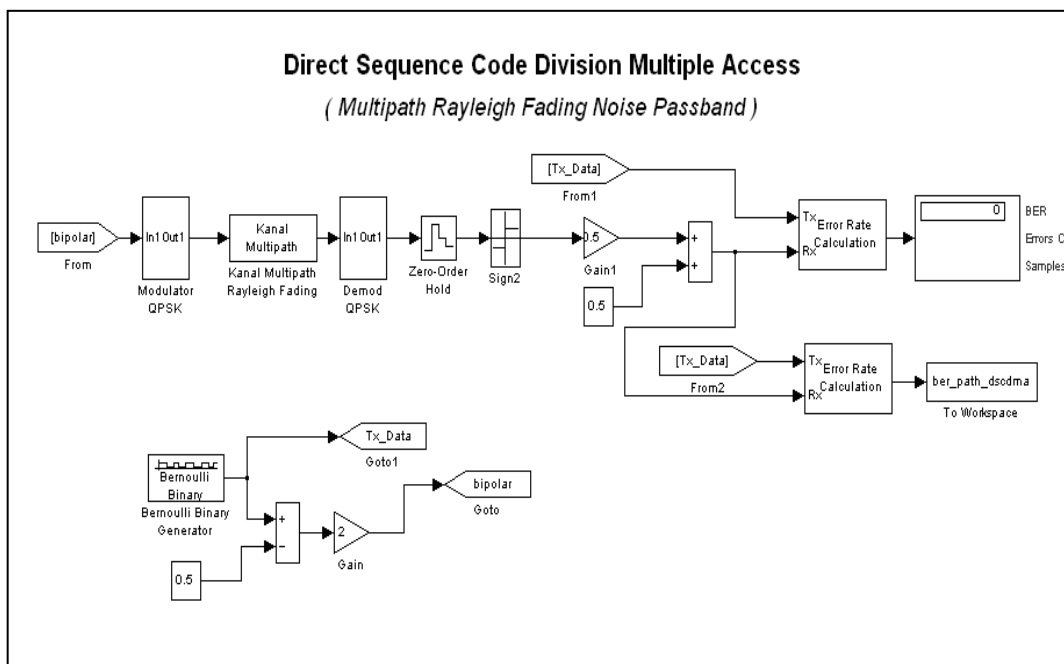 Direct Sequence Code Division Multiple Access
( Multipath Rayleigh Fading Noise Passband )
[Tx_Data]
From1
[bipolar]
From
In1 Out1
Modulator
QPSK
Kanal
Multipath
Kanal Multipath
Rayleigh Fading
In1 Out1
Demod
QPSK
Zero-Order
Hold
Sign2
0.5
Gain1
0.5
+
+
Tx
Rx
Error Rate
Calculation
0
BER
Errors C
Samples
[Tx_Data]
From2
Tx
Rx
Error Rate
Calculation
ber_path_dscdma
To Workspace
Tx_Data
Goto1
Bernoulli
Binary
Bernoulli Binary
Generator
0.5
+
−
2
Gain
bipolar
Goto